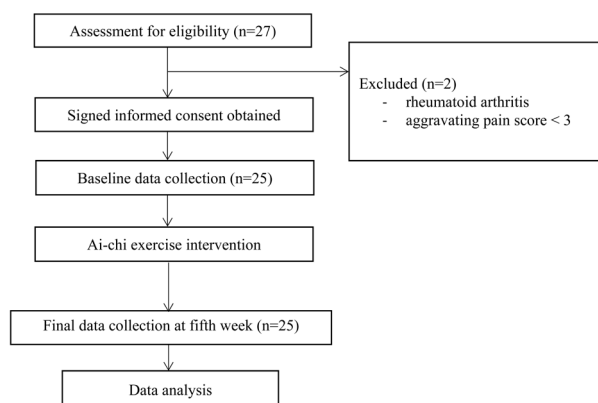 Assessment for eligibility (n=27)
Excluded (n=2)
- rheumatoid arthritis
- aggravating pain score < 3
Signed informed consent obtained
Baseline data collection (n=25)
Ai-chi exercise intervention
Final data collection at fifth week (n=25)
Data analysis